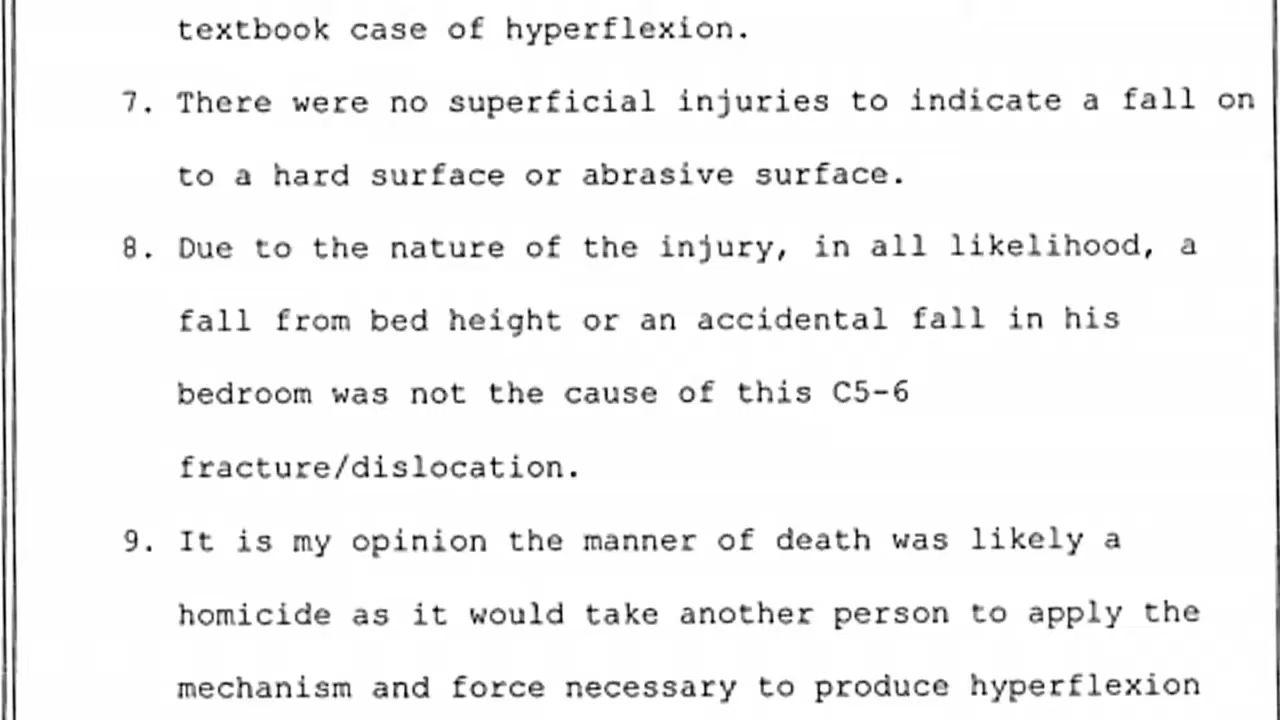 textbook case of hyperflexion.
7. There were no superficial injuries to indicate a fall on
to a hard surface or abrasive surface.
8. Due to the nature of the injury, in all likelihood, a
fall from bed height or an accidental fall in his
bedroom was not the cause of this C5-6
fracture/dislocation.
9. It is my opinion the manner of death was likely a
homicide as it would take another person to apply the
mechanism and force necessary to produce hyperflexion